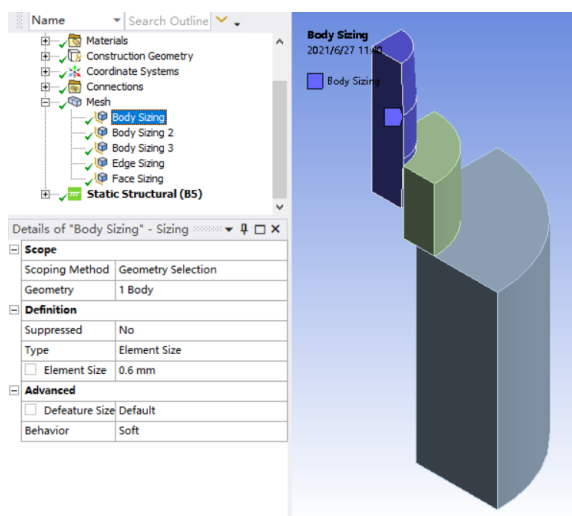 Name
Search Outline
Materials
Construction Geometry
Coordinate Systems
Connections
Mesh
Body Sizing
Body Sizing 2
Body Sizing 3
Edge Sizing
Face Sizing
Static Structural (B5)
Details of "Body Sizing" - Sizing
Scope
Scoping Method Geometry Selection
Geometry 1 Body
Definition
Suppressed No
Type Element Size
Element Size 0.6 mm
Advanced
Defeature Size Default
Behavior Soft
Body Sizing
2021/6/27
Body Sizing